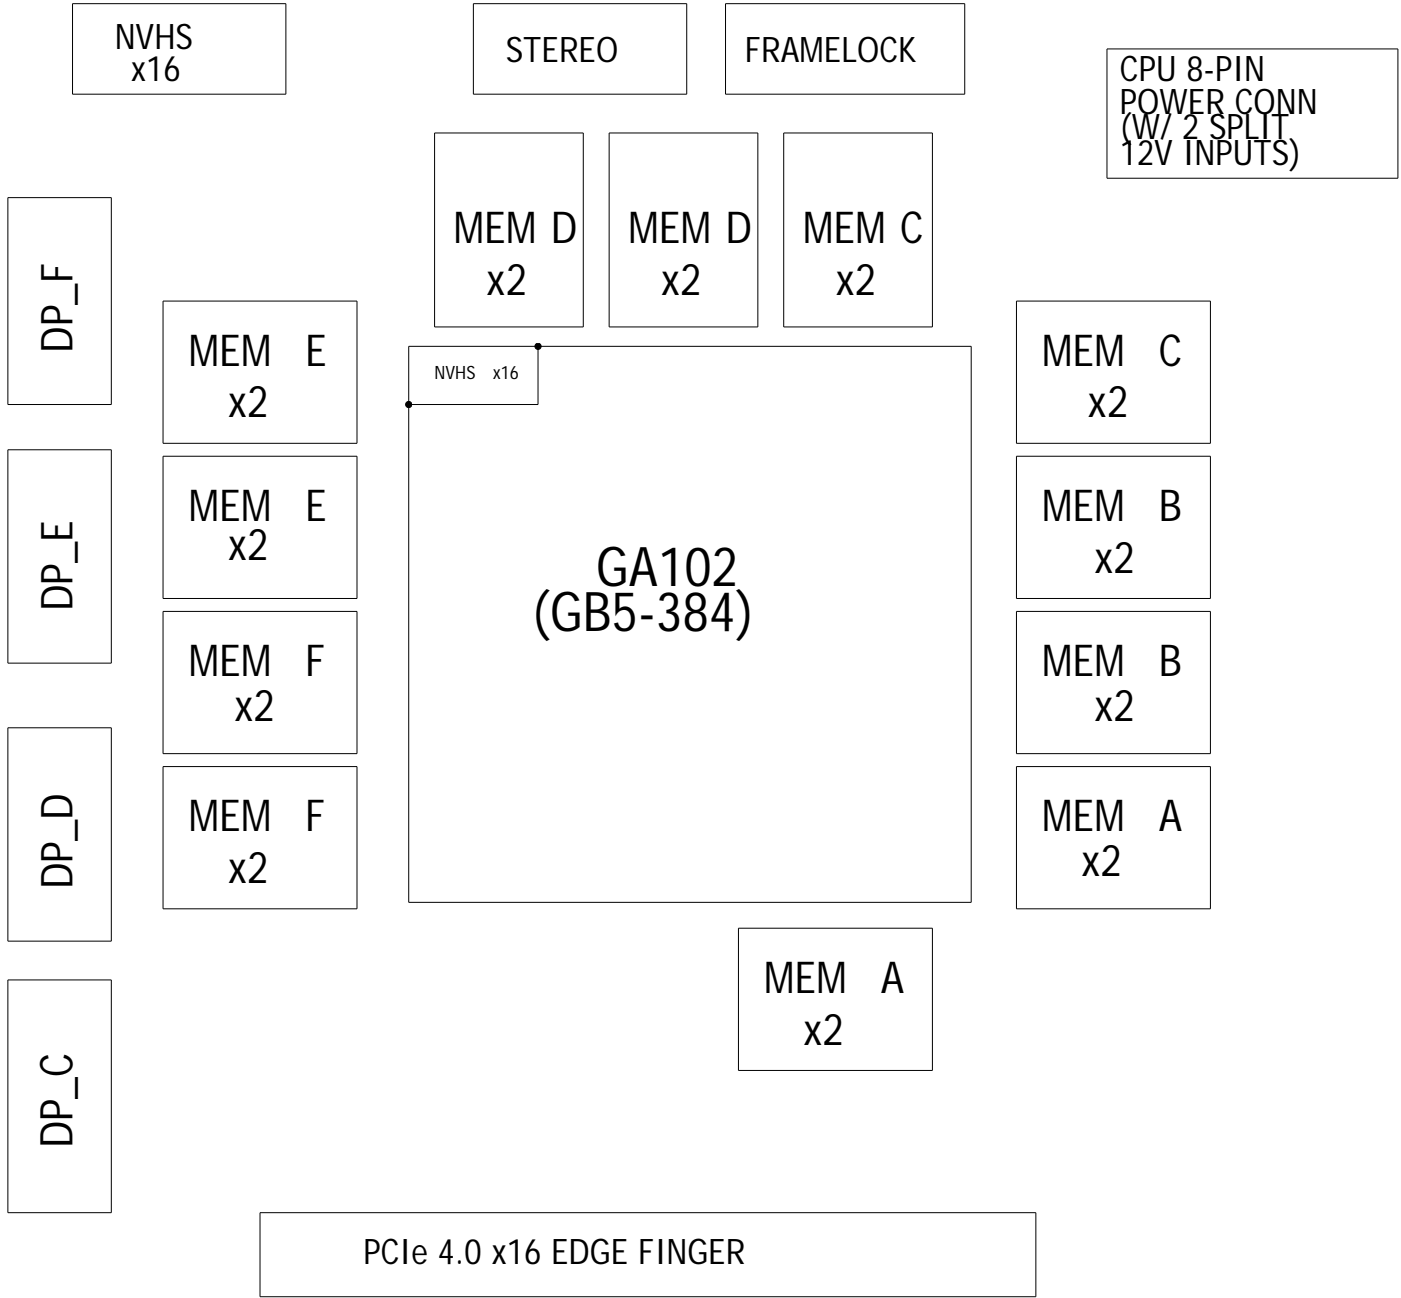 NVHS
x16
STEREO
FRAMELOCK
CPU 8-PIN
POWER CONN
(W/ 2 SPLIT
12V INPUTS)
MEM D
x2
MEM D
x2
MEM C
x2
DP_F
MEM E
x2
NVHS x16
MEM C
x2
DP_E
MEM E
x2
GA102
(GB5-384)
MEM B
x2
MEM F
x2
MEM B
x2
DP_D
MEM F
x2
MEM A
x2
DP_C
MEM A
x2
PCIe 4.0 x16 EDGE FINGER